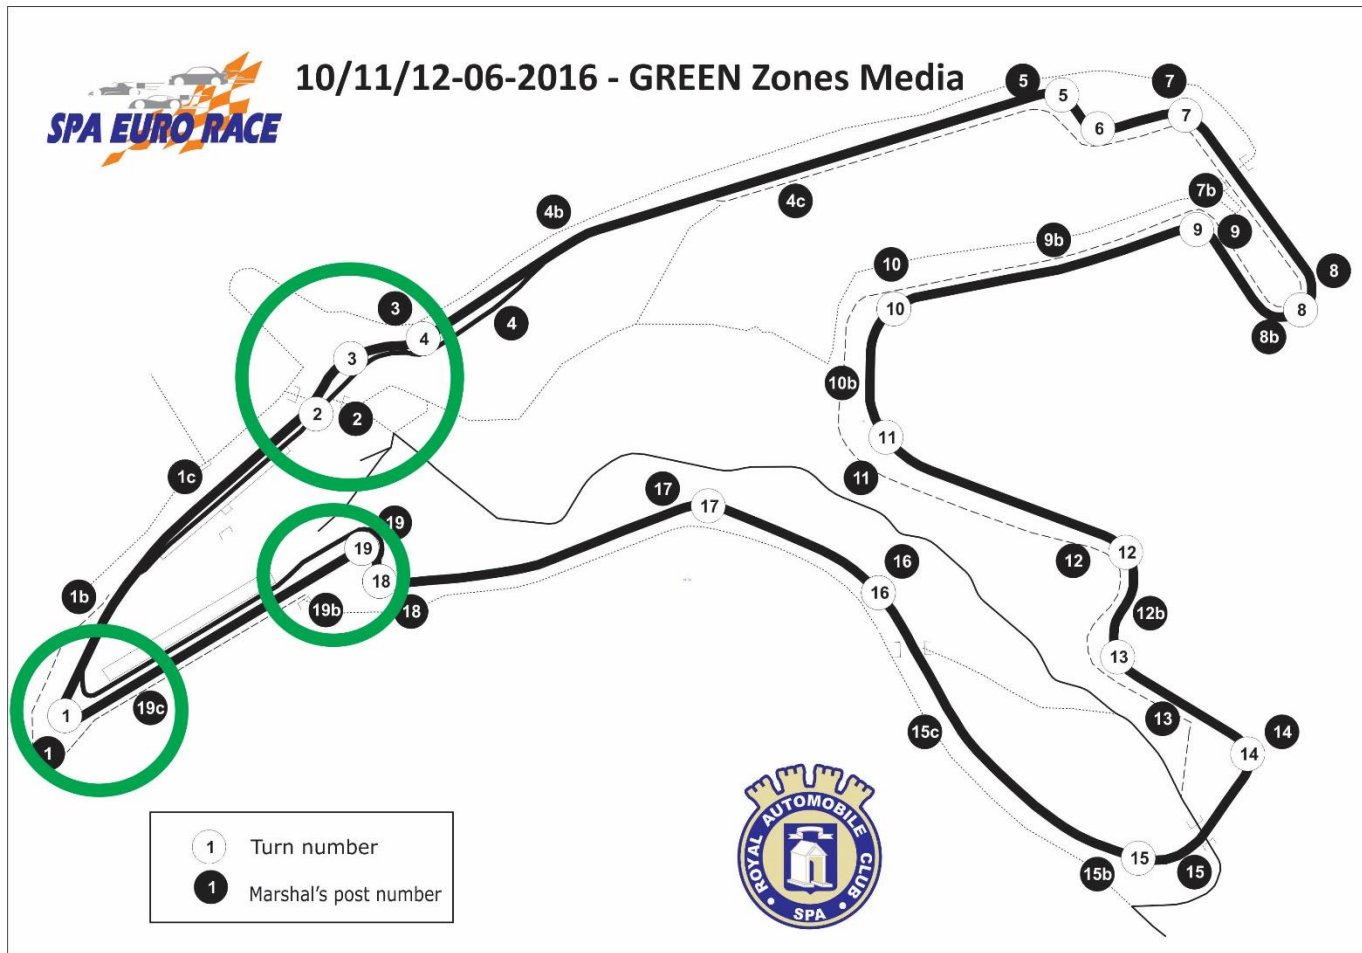 10/11/12-06-2016 - GREEN Zones Media
SPA EURO RACE
5
5
7
6
7
4b
4c
7b
9
9
9b
10
8
10
8
8b
3
4
4
3
10b
2
2
11
11
1c
17
17
19
19
12
12
16
16
18
18
19b
1b
12b
13
1
19c
13
14
14
15c
1
15
15b
15
1 Turn number
1 Marshal's post number
ROYAL AUTOMOBILE CLUB
SPA